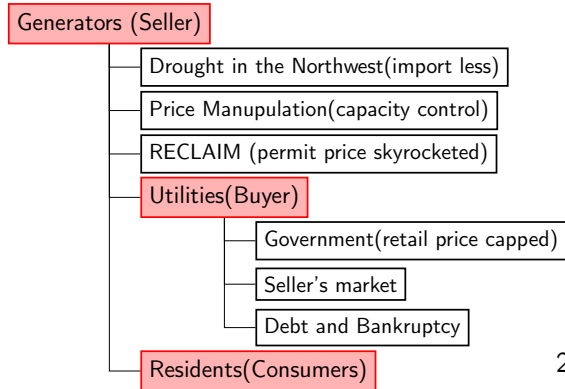 Generators (Seller)
Drought in the Northwest(import less)
Price Manupulation(capacity control)
RECLAIM (permit price skyrocketed)
Utilities(Buyer)
Government(retail price capped)
Seller's market
Debt and Bankruptcy
Residents(Consumers)
2